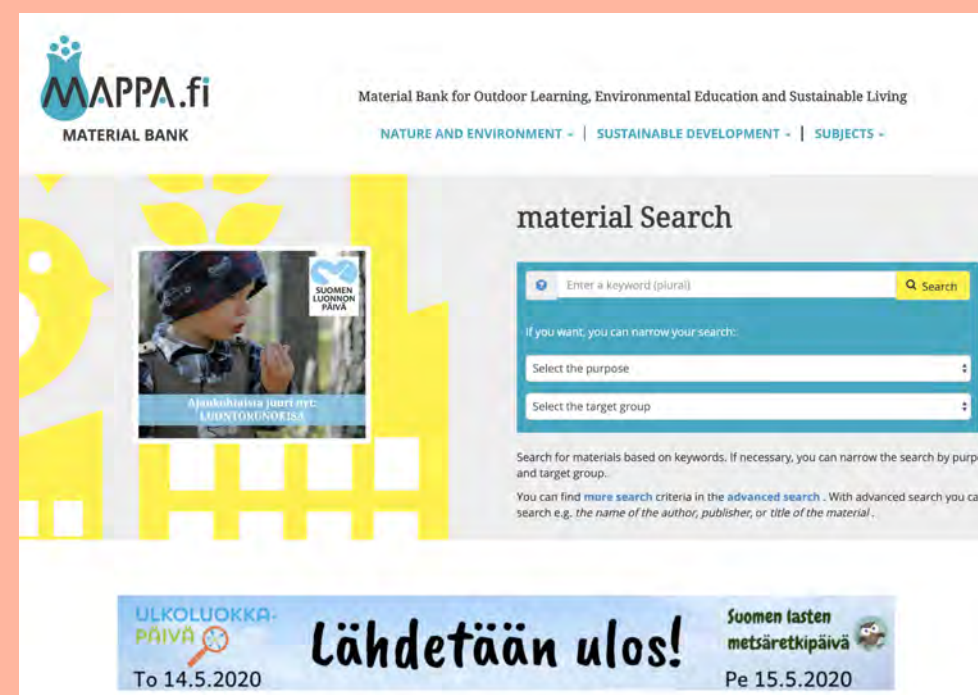 MAPPA.fi
MATERIAL BANK
Material Bank for Outdoor Learning, Environmental Education and Sustainable Living
NATURE AND ENVIRONMENT | SUSTAINABLE DEVELOPMENT | SUBJECTS
material Search
SUOMEN
LUONNON
PÄIVÄ
Ajankohtaista juuri nyt:
LUONTORUNOKISA
Enter a keyword (plural)
Search
If you want, you can narrow your search:
Select the purpose
Select the target group
Search for materials based on keywords. If necessary, you can narrow the search by purp
and target group.
You can find more search criteria in the advanced search . With advanced search you ca
search e.g. the name of the author, publisher, or title of the material .
ULKOLUOKKA-
PÄIVÄ
To 14.5.2020
Lähdetään ulos!
Suomen lasten
metsäretkipäivä
Pe 15.5.2020